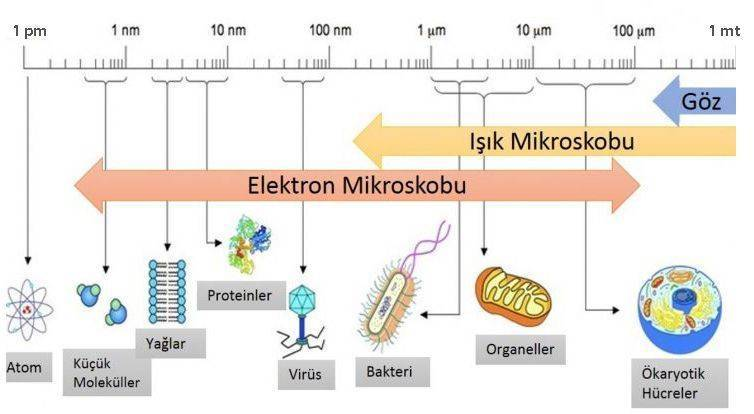 1 pm 1 nm 10 nm 100 nm 1 µm 10 µm 100 µm 1 mt
Göz
Işık Mikroskobu
Elektron Mikroskobu
Atom
Küçük
Moleküller
Yağlar
Proteinler
Virüs
Bakteri
Organeller
Ökaryotik
Hücreler